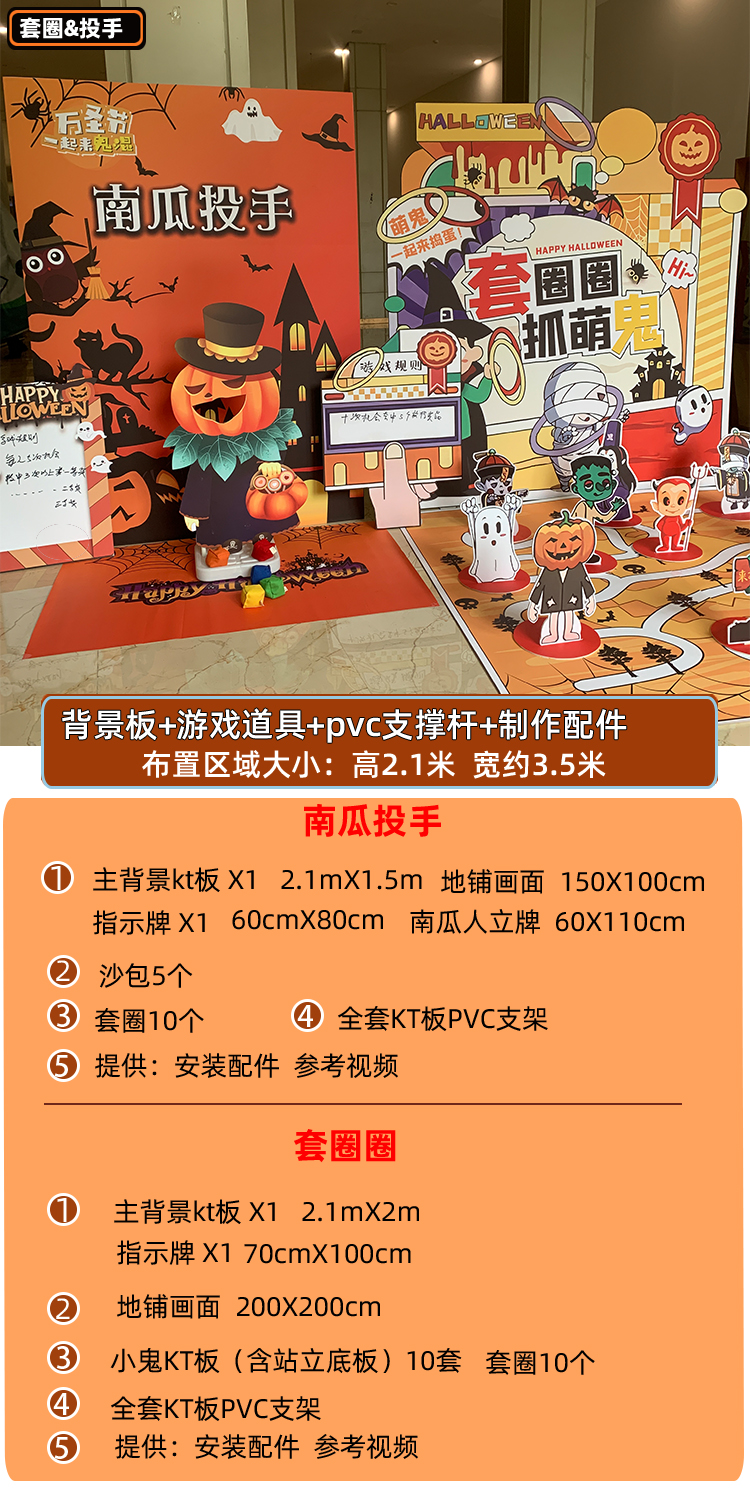 套圈&投手
万圣节
一起来鬼混
南瓜投手
HALLOWEEN
萌鬼
一起来捣蛋!
HAPPY HALLOWEEN
套圈圈
抓萌鬼
Hi~
游戏规则
HAPPY
HALLOWEEN
游戏规则
Happy Halloween
背景板+游戏道具+pvc支撑杆+制作配件
布置区域大小：高2.1米 宽约3.5米
南瓜投手
① 主背景kt板 X1 2.1mX1.5m 地铺画面 150X100cm
指示牌 X1 60cmX80cm 南瓜人立牌 60X110cm
② 沙包5个
③ 套圈10个 ④ 全套KT板PVC支架
⑤ 提供：安装配件 参考视频
套圈圈
① 主背景kt板 X1 2.1mX2m
指示牌 X1 70cmX100cm
② 地铺画面 200X200cm
③ 小鬼KT板（含站立底板）10套 套圈10个
④ 全套KT板PVC支架
⑤ 提供：安装配件 参考视频